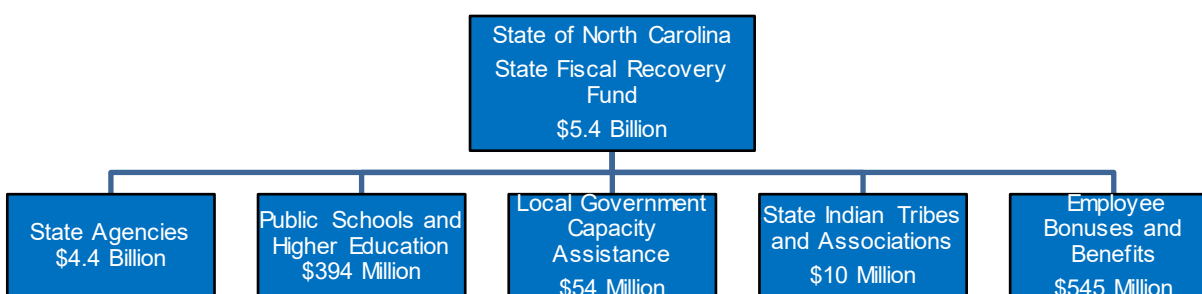 State of North Carolina
State Fiscal Recovery
Fund
$5.4 Billion
State Agencies
$4.4 Billion
Public Schools and
Higher Education
$394 Million
Local Government
Capacity
Assistance
$54 Million
State Indian Tribes
and Associations
$10 Million
Employee
Bonuses and
Benefits
$545 Million